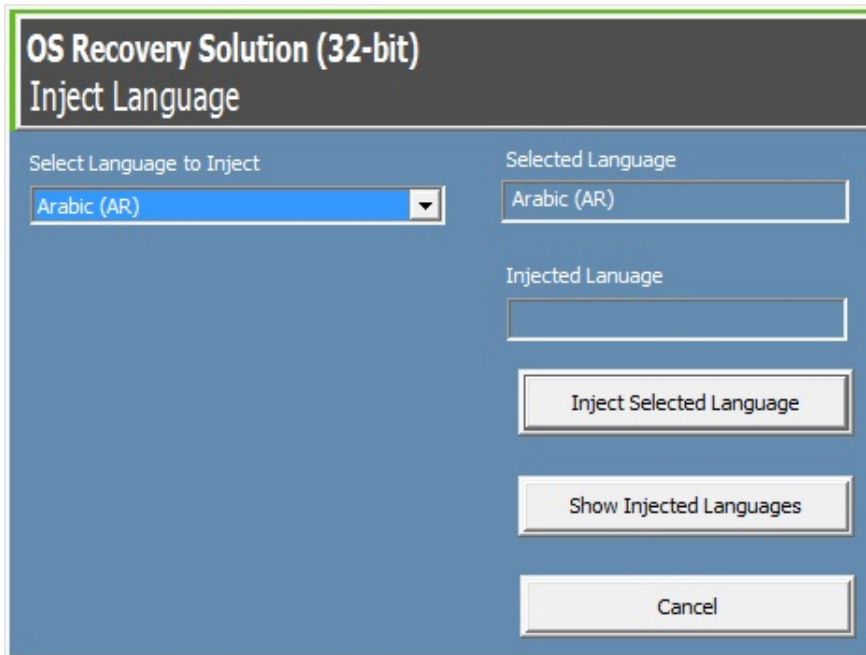 OS Recovery Solution (32-bit)
Inject Language
Select Language to Inject
Arabic (AR)
Selected Language
Arabic (AR)
Injected Lanuage
Inject Selected Language
Show Injected Languages
Cancel